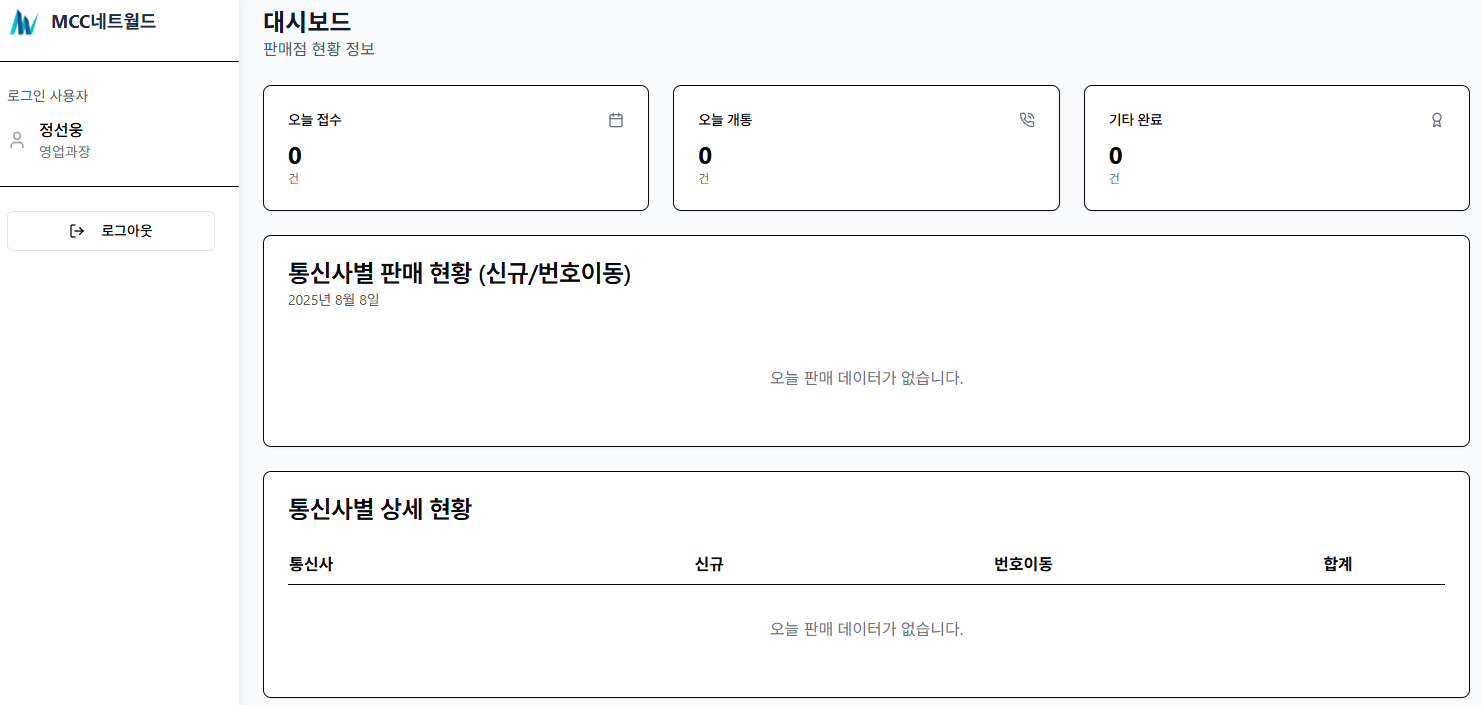 MCC네트월드
로그인 사용자
정선웅
영업과장
로그아웃
대시보드
판매점 현황 정보
오늘 접수
0
건
오늘 개통
0
건
기타 완료
0
건
통신사별 판매 현황 (신규/번호이동)
2025년 8월 8일
오늘 판매 데이터가 없습니다.
통신사별 상세 현황
통신사 신규 번호이동 합계
오늘 판매 데이터가 없습니다.